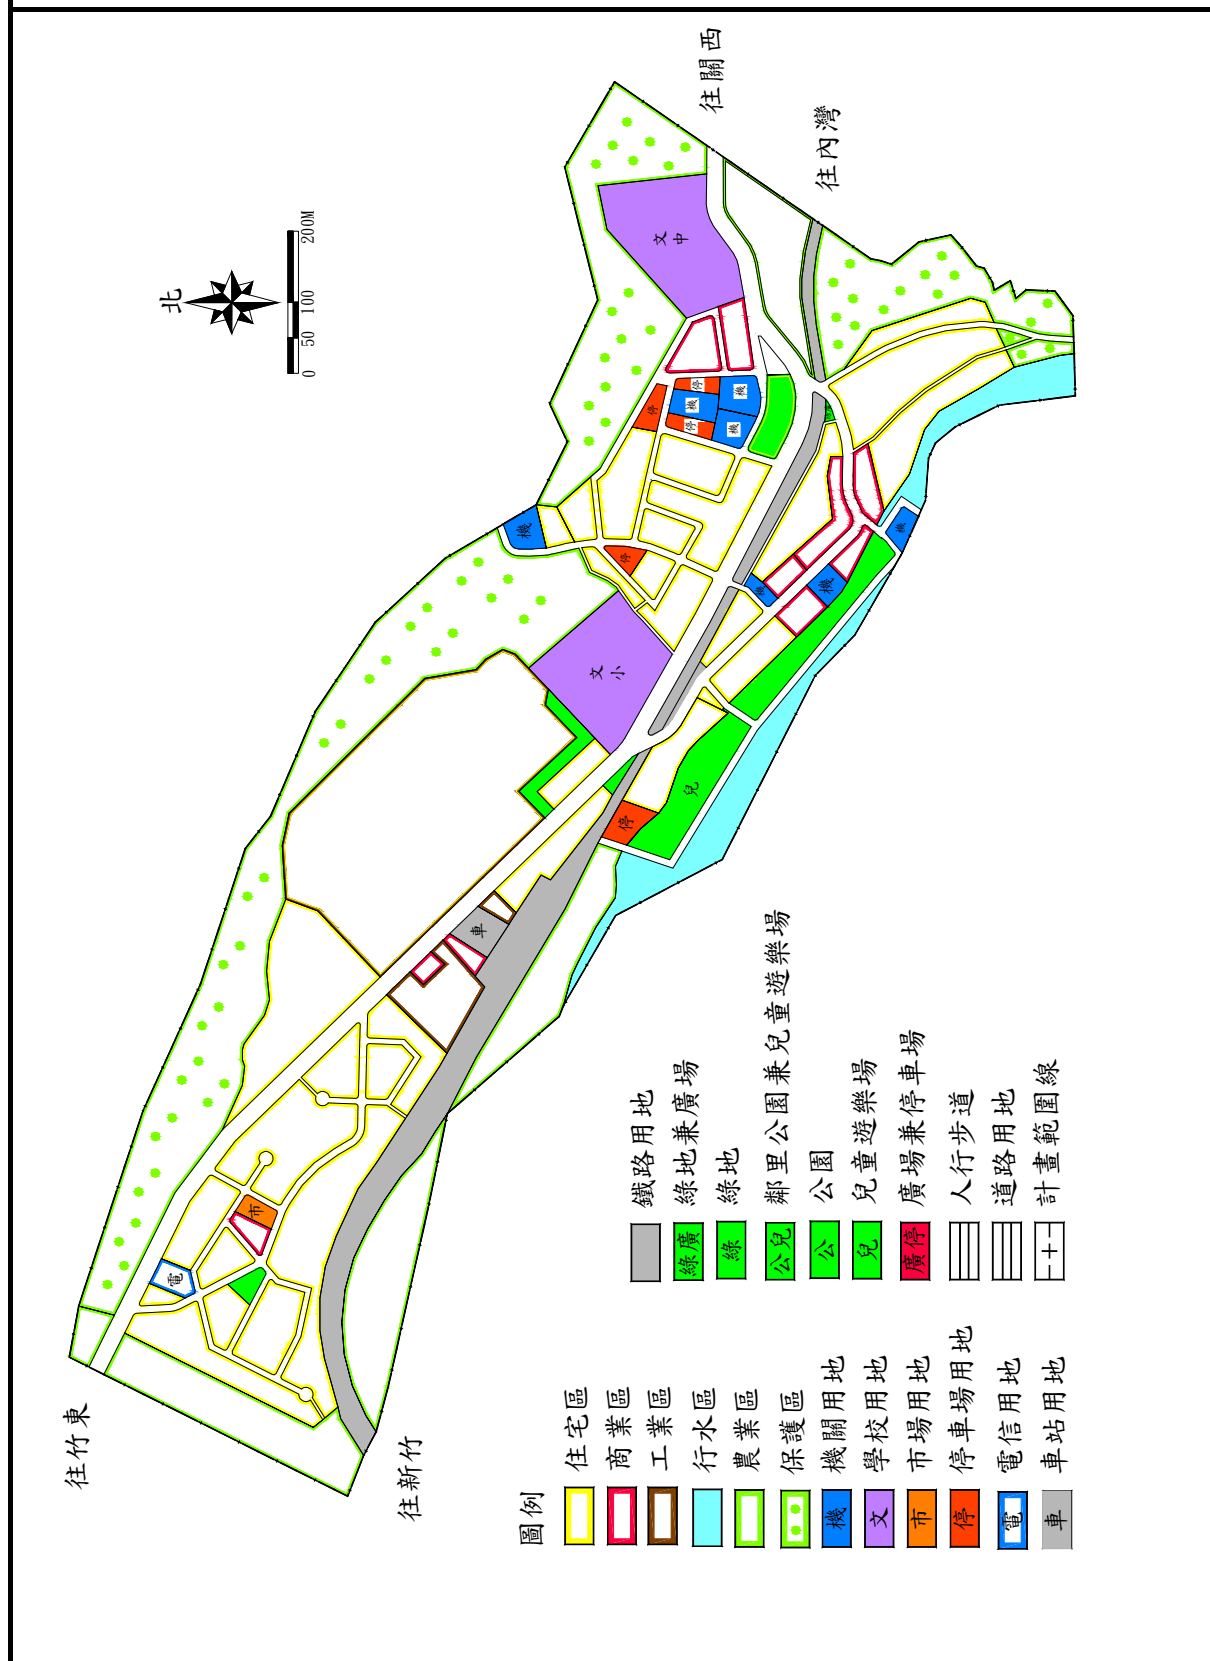 往關西
往內灣
北
0 50 100 200M
文中
停
停
機
機
停
機
機
停
文小
機
機
機
兒
停
車
市
電
往竹東
往新竹
圖例
住宅區
商業區
工業區
行水區
農業區
保護區
機 機關用地
文 學校用地
市 市場用地
停 停車場用地
電 電信用地
車 車站用地
鐵路用地
綠廣 綠地兼廣場
綠 綠地
公兒 鄰里公園兼兒童遊樂場
公 公園
兒 兒童遊樂場
廣停 廣場兼停車場
人行步道
道路用地
計畫範圍線